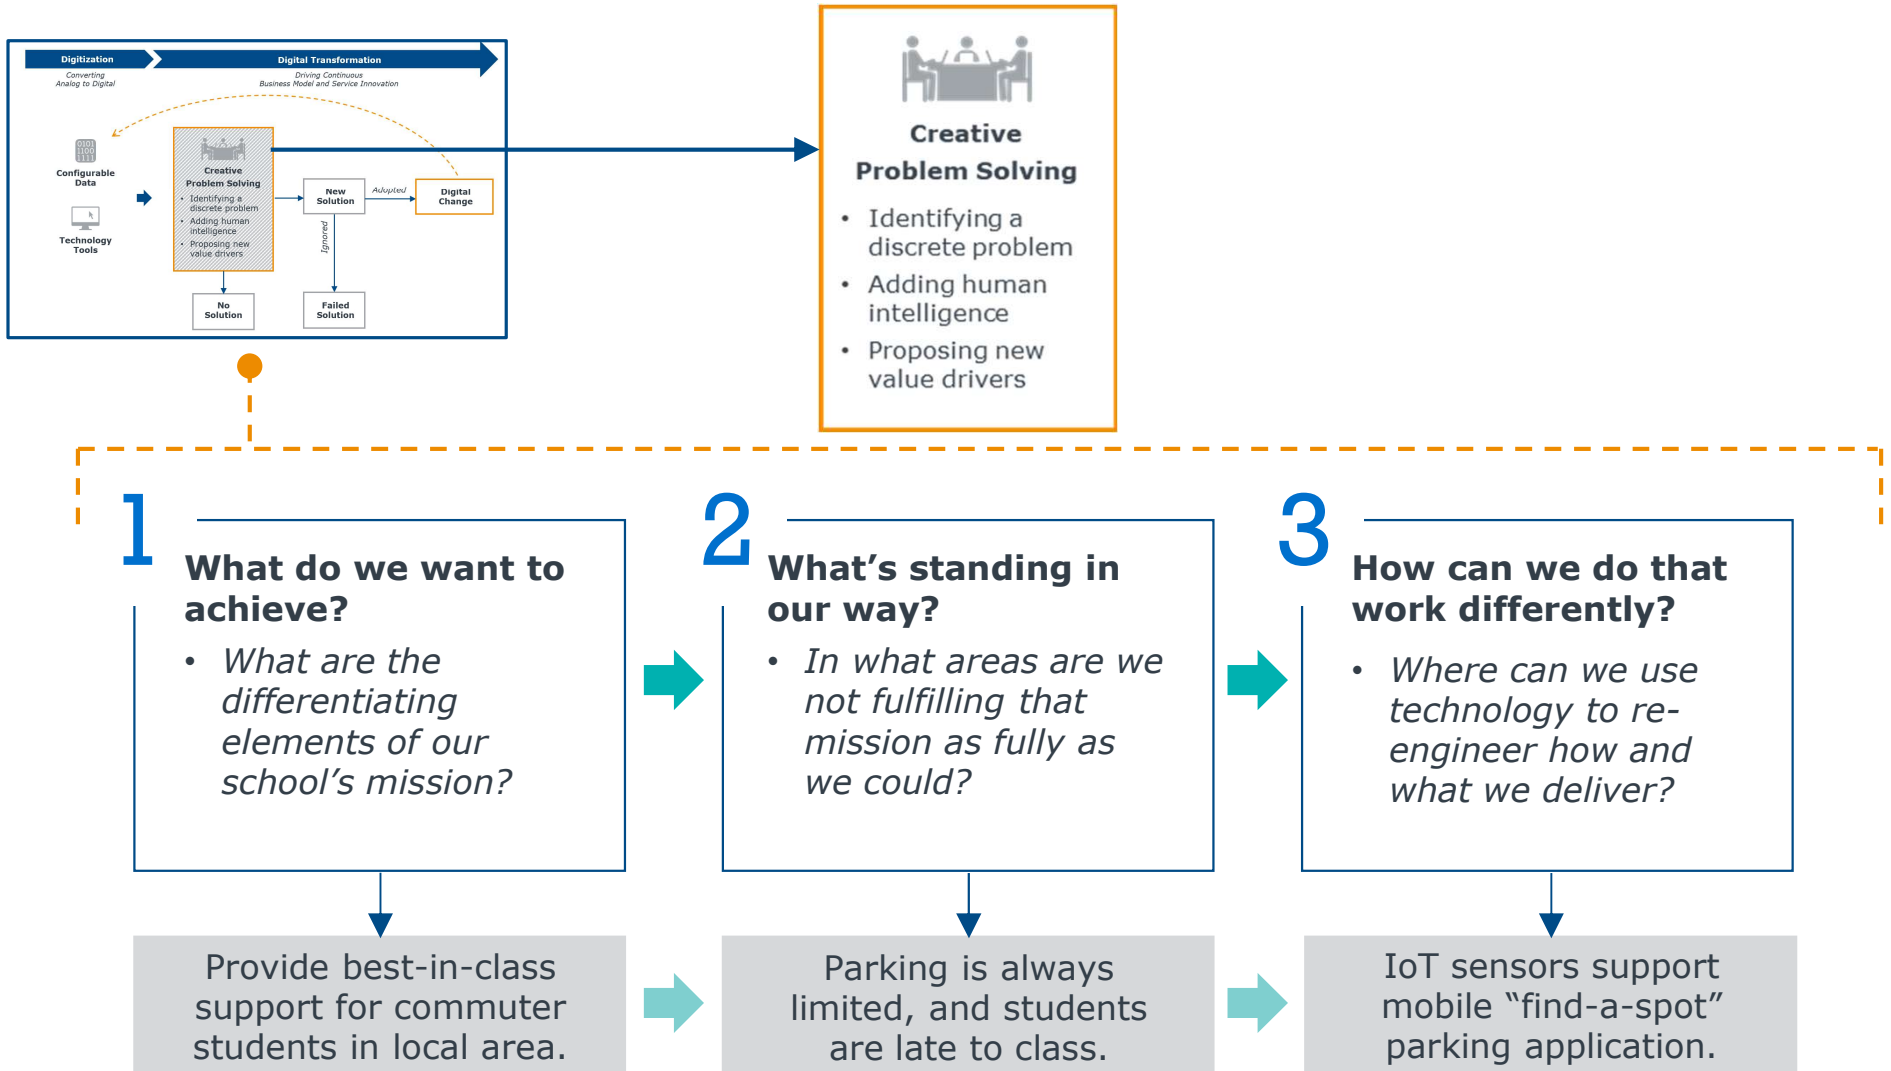 Digitization
Digital Transformation
Converting
Analog to Digital
Driving Continuous
Business Model and Service Innovation
0101
1100
1111
Configurable
Data
Technology
Tools
Creative
Problem Solving
• Identifying a
discrete problem
• Adding human
intelligence
• Proposing new
value drivers
New
Solution
Adopted
Digital
Change
Ignored
No
Solution
Failed
Solution
Creative
Problem Solving
• Identifying a
discrete problem
• Adding human
intelligence
• Proposing new
value drivers
1
What do we want to
achieve?
• What are the
differentiating
elements of our
school’s mission?
2
What’s standing in
our way?
• In what areas are we
not fulfilling that
mission as fully as
we could?
3
How can we do that
work differently?
• Where can we use
technology to re-
engineer how and
what we deliver?
Provide best-in-class
support for commuter
students in local area.
Parking is always
limited, and students
are late to class.
IoT sensors support
mobile “find-a-spot”
parking application.